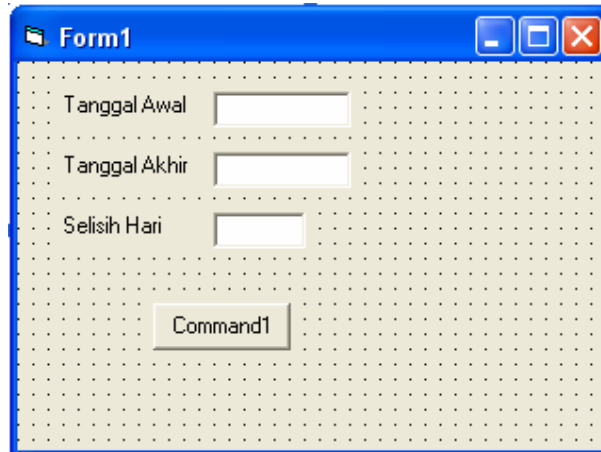 Form1
Tanggal Awal
Tanggal Akhir
Selisih Hari
Command1